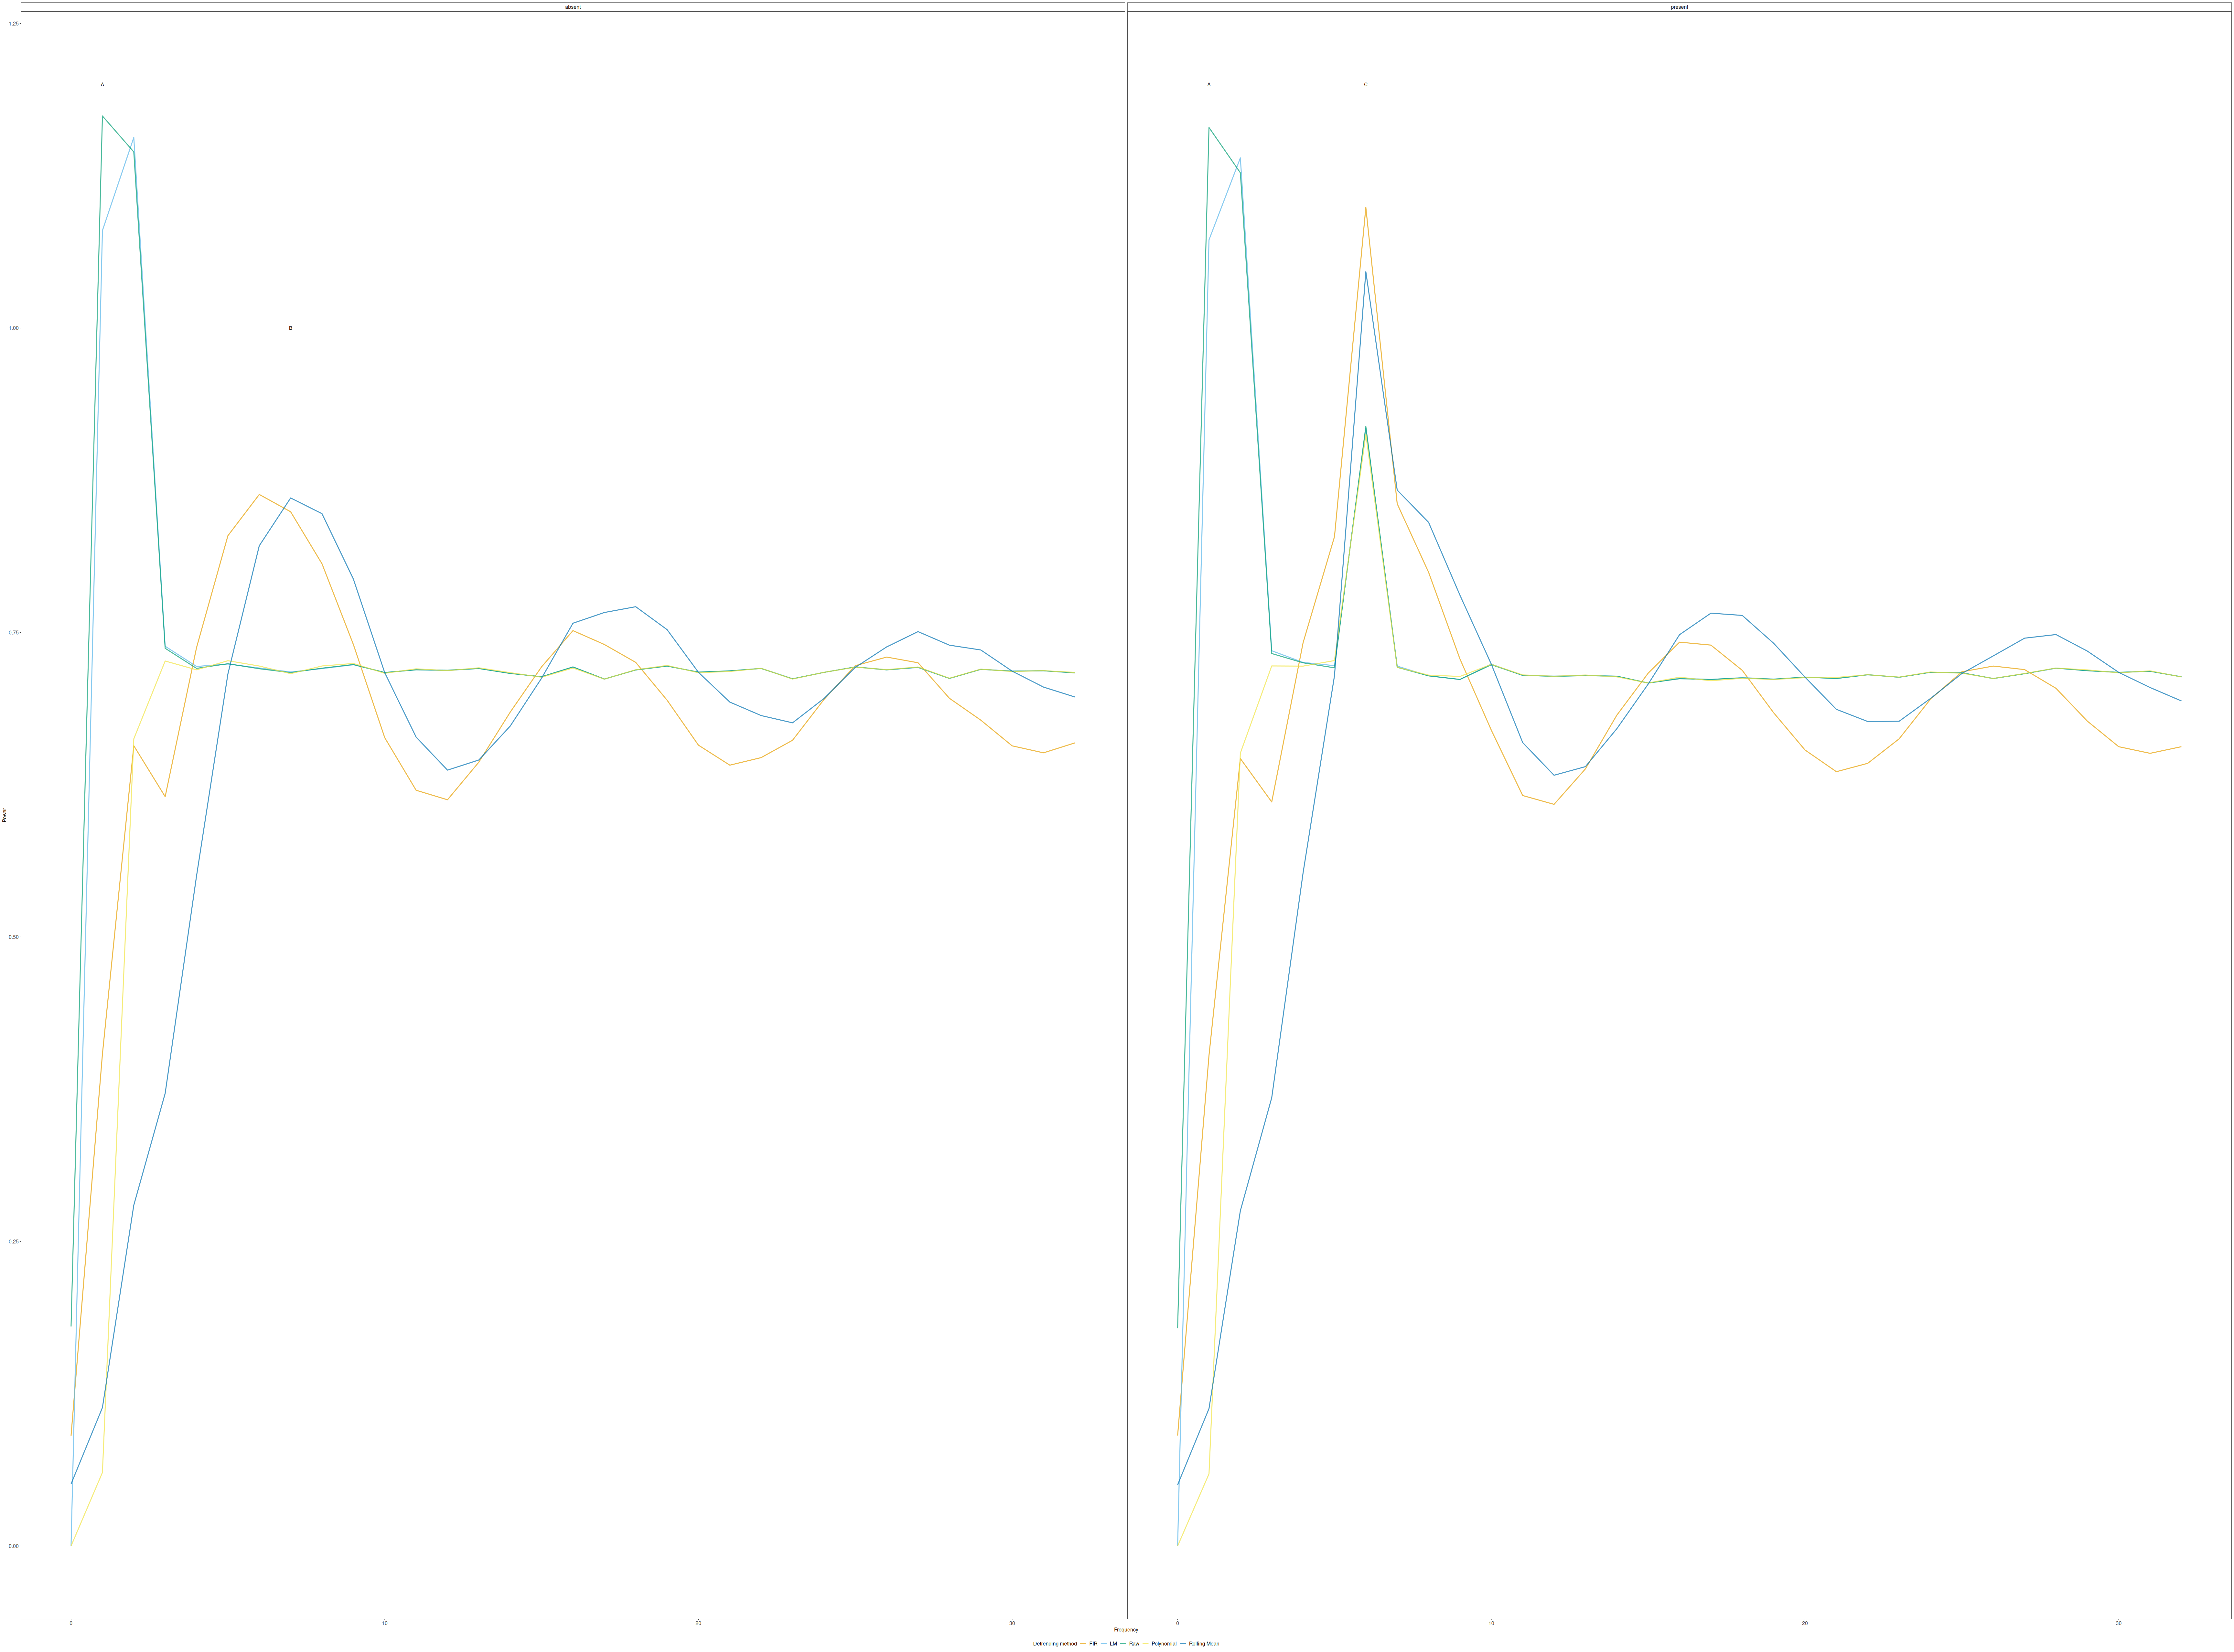 absent
present
1.25
1.00
0.75
0.50
0.25
0.00
Power
A
B
A
C
0
10
20
30
0
10
20
30
Frequency
Detrending method FIR LM Raw Polynomial Rolling Mean